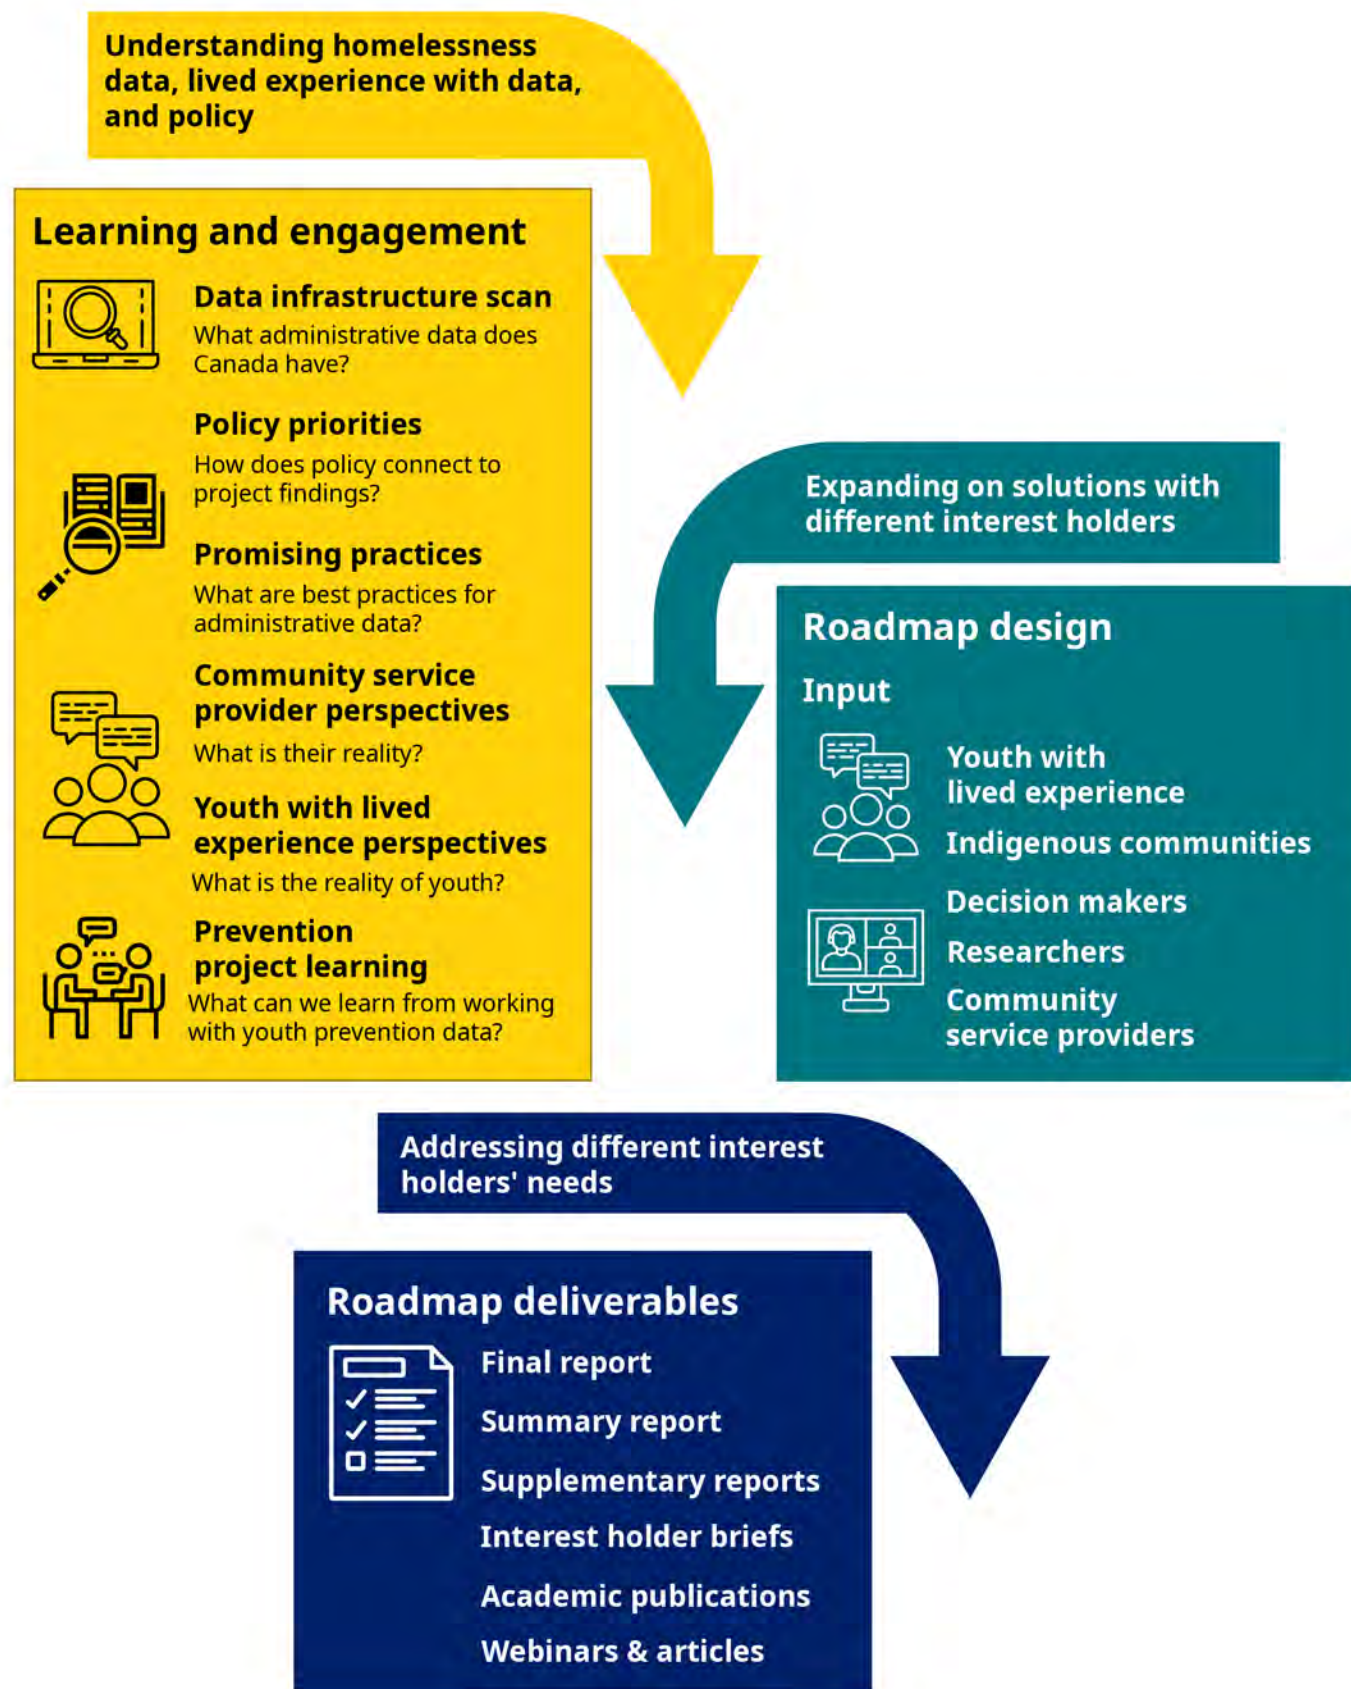 Understanding homelessness
data, lived experience with data,
and policy
Learning and engagement
Data infrastructure scan
What administrative data does
Canada have?
Policy priorities
How does policy connect to
project findings?
Promising practices
What are best practices for
administrative data?
Community service
provider perspectives
What is their reality?
Youth with lived
experience perspectives
What is the reality of youth?
Prevention
project learning
What can we learn from working
with youth prevention data?
Expanding on solutions with
different interest holders
Roadmap design
Input
Youth with
lived experience
Indigenous communities
Decision makers
Researchers
Community
service providers
Addressing different interest
holders' needs
Roadmap deliverables
Final report
Summary report
Supplementary reports
Interest holder briefs
Academic publications
Webinars & articles